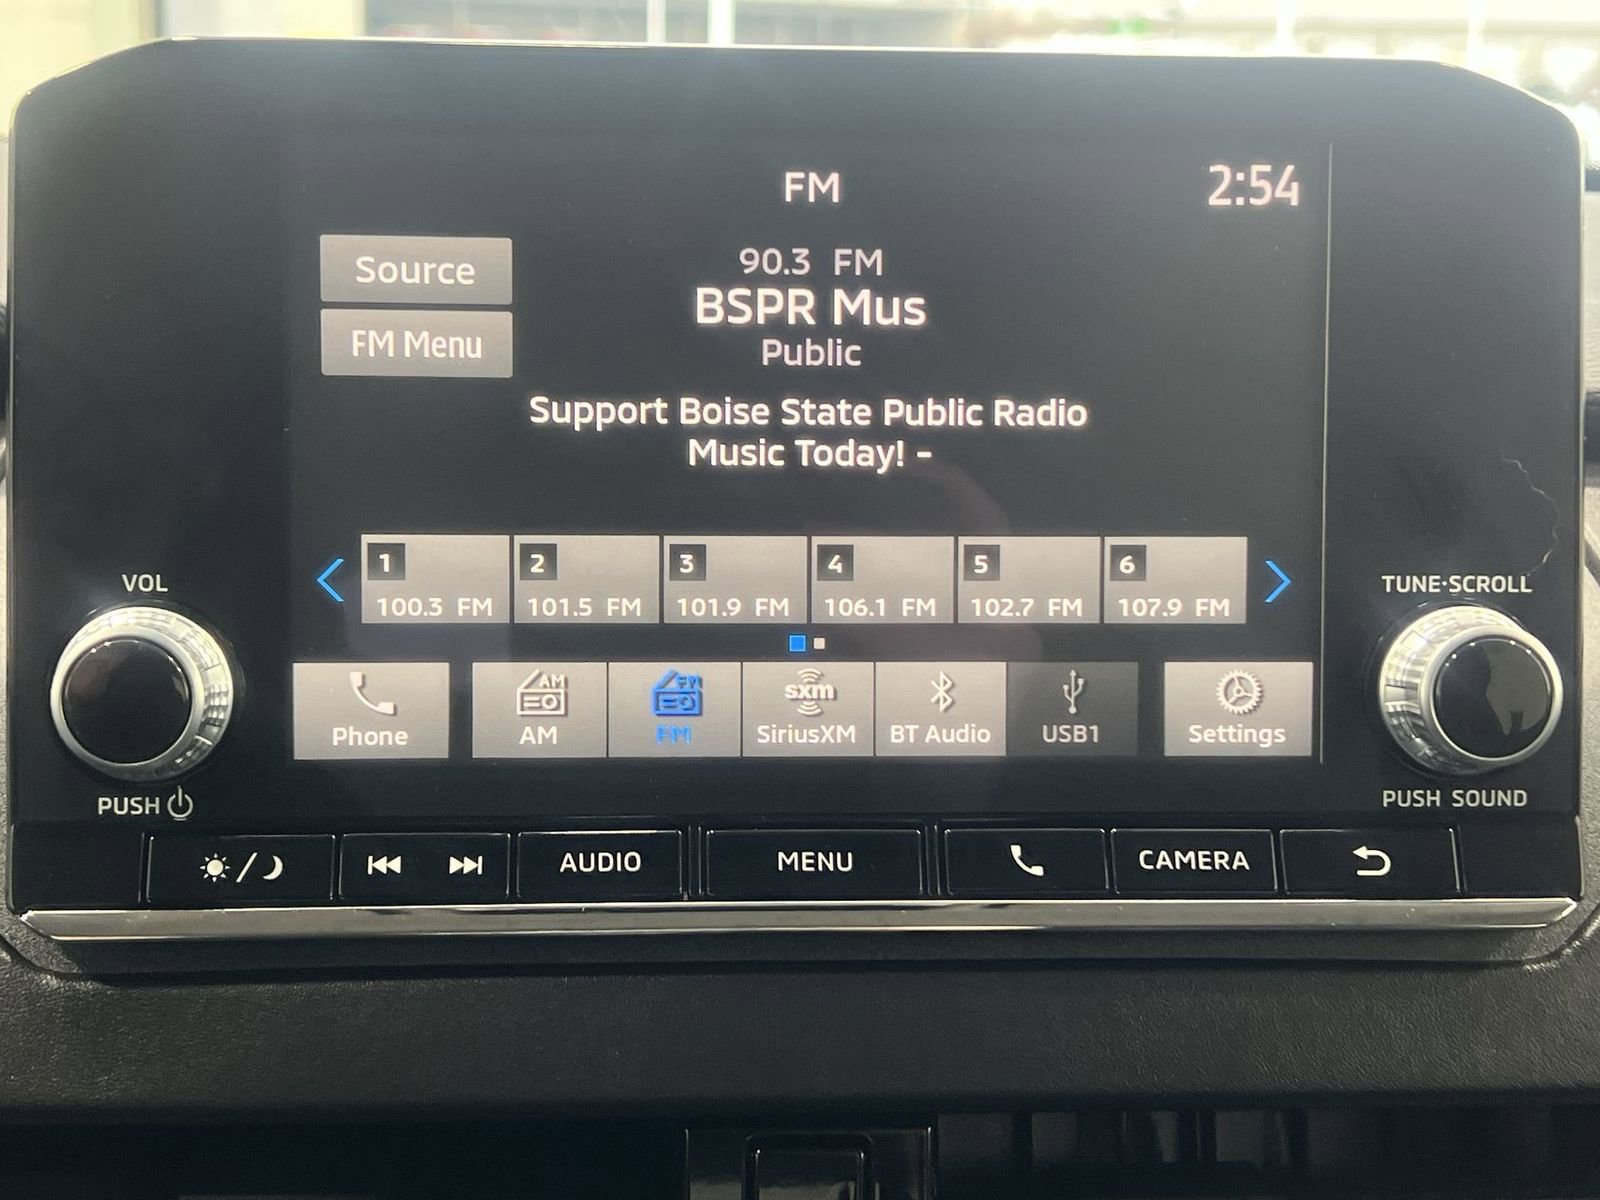 FM
2:54
Source
90.3 FM
BSPR Mus
FM Menu
Public
Support Boise State Public Radio
Music Today! -
1 2 3 4 5 6
100.3 FM 101.5 FM 101.9 FM 106.1 FM 102.7 FM 107.9 FM
VOL
TUNE·SCROLL
AM FM sxm
Phone AM FM SiriusXM BT Audio USB1 Settings
PUSH
PUSH SOUND
AUDIO MENU CAMERA